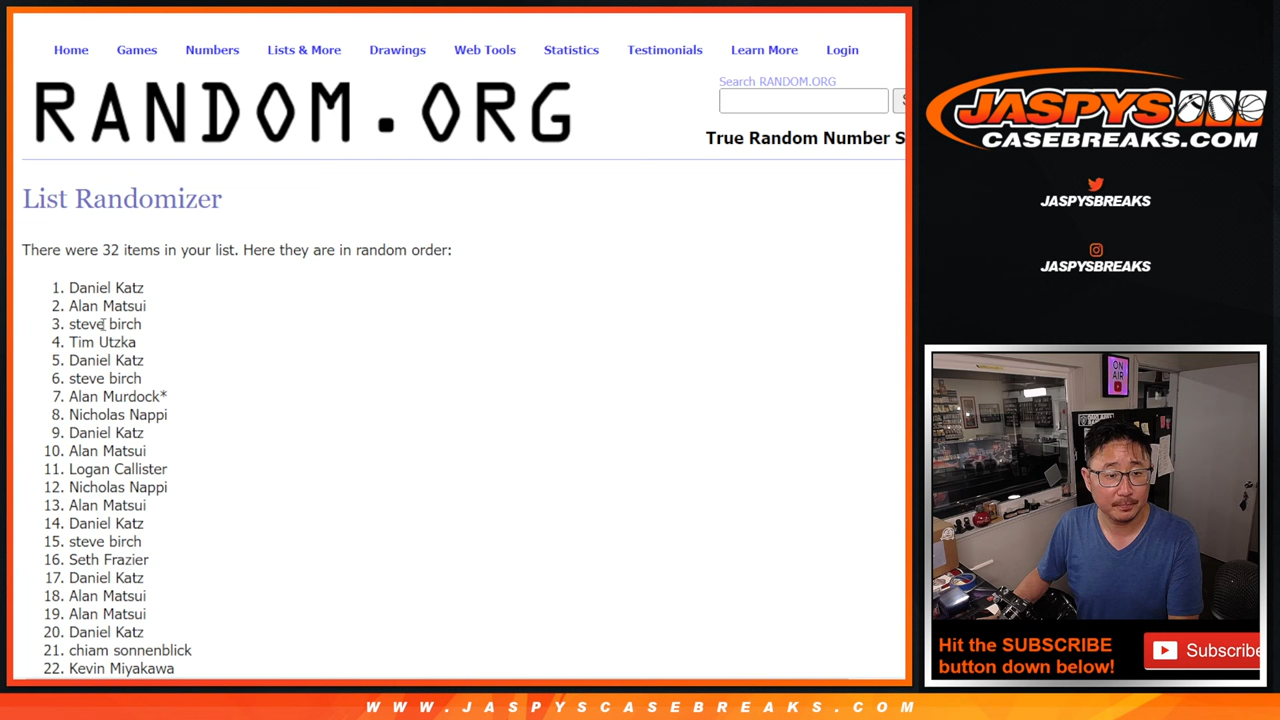 Home Games Numbers Lists & More Drawings Web Tools Statistics Testimonials Learn More Login
RANDOM.ORG
Search RANDOM.ORG
True Random Number S
List Randomizer
There were 32 items in your list. Here they are in random order:
1. Daniel Katz
2. Alan Matsui
3. steve birch
4. Tim Utzka
5. Daniel Katz
6. steve birch
7. Alan Murdock*
8. Nicholas Nappi
9. Daniel Katz
10. Alan Matsui
11. Logan Callister
12. Nicholas Nappi
13. Alan Matsui
14. Daniel Katz
15. steve birch
16. Seth Frazier
17. Daniel Katz
18. Alan Matsui
19. Alan Matsui
20. Daniel Katz
21. chiam sonnenblick
22. Kevin Miyakawa
JASPYS
CASEBREAKS.COM
JASPYSBREAKS
JASPYSBREAKS
ON
AIR
Hit the SUBSCRIBE
button down below!
Subscribe
WWW.JASPYSCASEBREAKS.COM